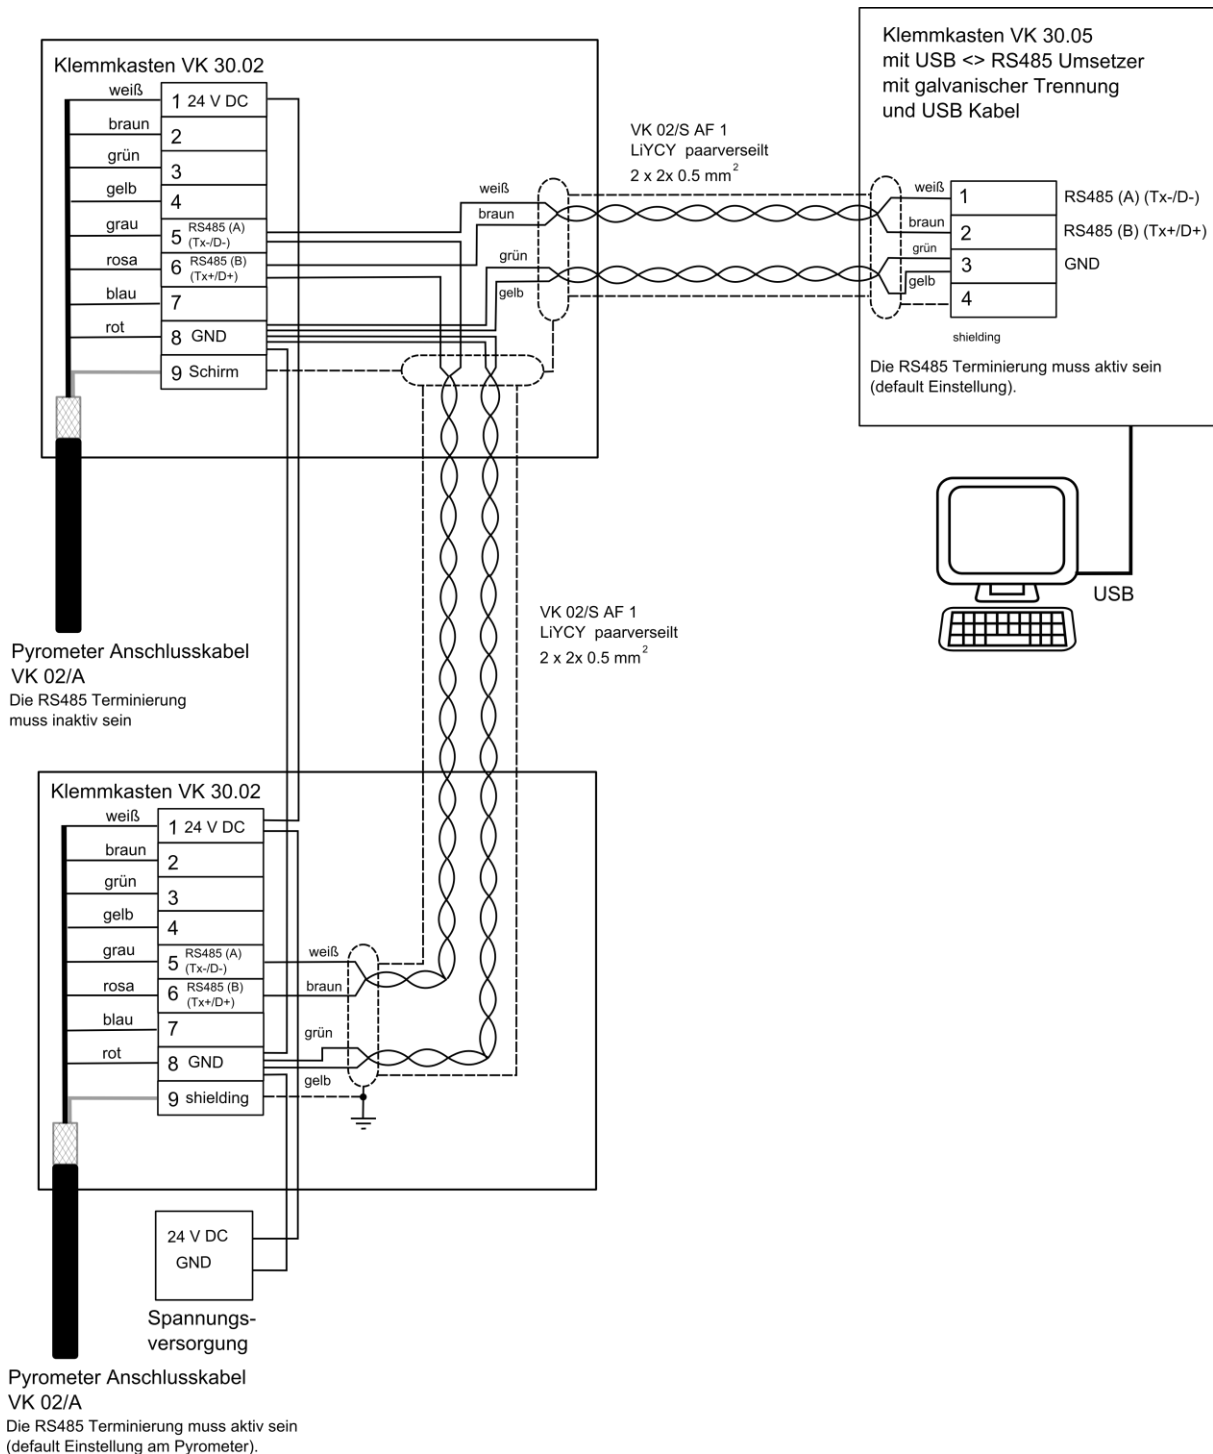 Klemmkasten VK 30.02
weiß
1 24 V DC
braun
2
grün
3
gelb
4
grau
5 RS485 (A)
(Tx-/D-)
rosa
6 RS485 (B)
(Tx+/D+)
blau
7
rot
8 GND
9 Schirm
weiß
braun
grün
gelb
VK 02/S AF 1
LiYCY paarverseilt
2 x 2x 0.5 mm²
Klemmkasten VK 30.05
mit USB <> RS485 Umsetzer
mit galvanischer Trennung
und USB Kabel
weiß
1
RS485 (A) (Tx-/D-)
braun
2
RS485 (B) (Tx+/D+)
grün
3
GND
gelb
4
shielding
Die RS485 Terminierung muss aktiv sein
(default Einstellung).
USB
Pyrometer Anschlusskabel
VK 02/A
Die RS485 Terminierung
muss inaktiv sein
VK 02/S AF 1
LiYCY paarverseilt
2 x 2x 0.5 mm²
Klemmkasten VK 30.02
weiß
1 24 V DC
braun
2
grün
3
gelb
4
grau
5 RS485 (A)
(Tx-/D-)
rosa
6 RS485 (B)
(Tx+/D+)
blau
7
rot
8 GND
9 shielding
weiß
braun
grün
gelb
24 V DC
GND
Spannungs-
versorgung
Pyrometer Anschlusskabel
VK 02/A
Die RS485 Terminierung muss aktiv sein
(default Einstellung am Pyrometer).